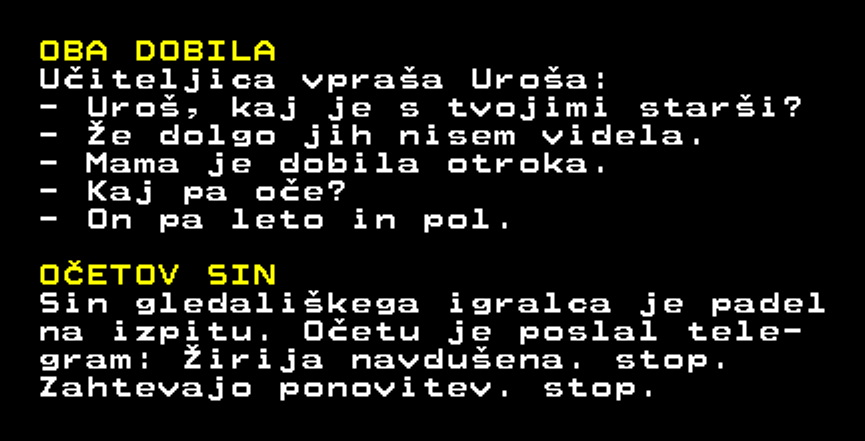 OBA DOBILA
Učiteljica vpraša Uroša:
- Uroš, kaj je s tvojimi starši?
- Že dolgo jih nisem videla.
- Mama je dobila otroka.
- Kaj pa oče?
- On pa leto in pol.
OČETOV SIN
Sin gledališkega igralca je padel
na izpitu. Očetu je poslal tele-
gram: Žirija navdušena. stop.
Zahtevajo ponovitev. stop.